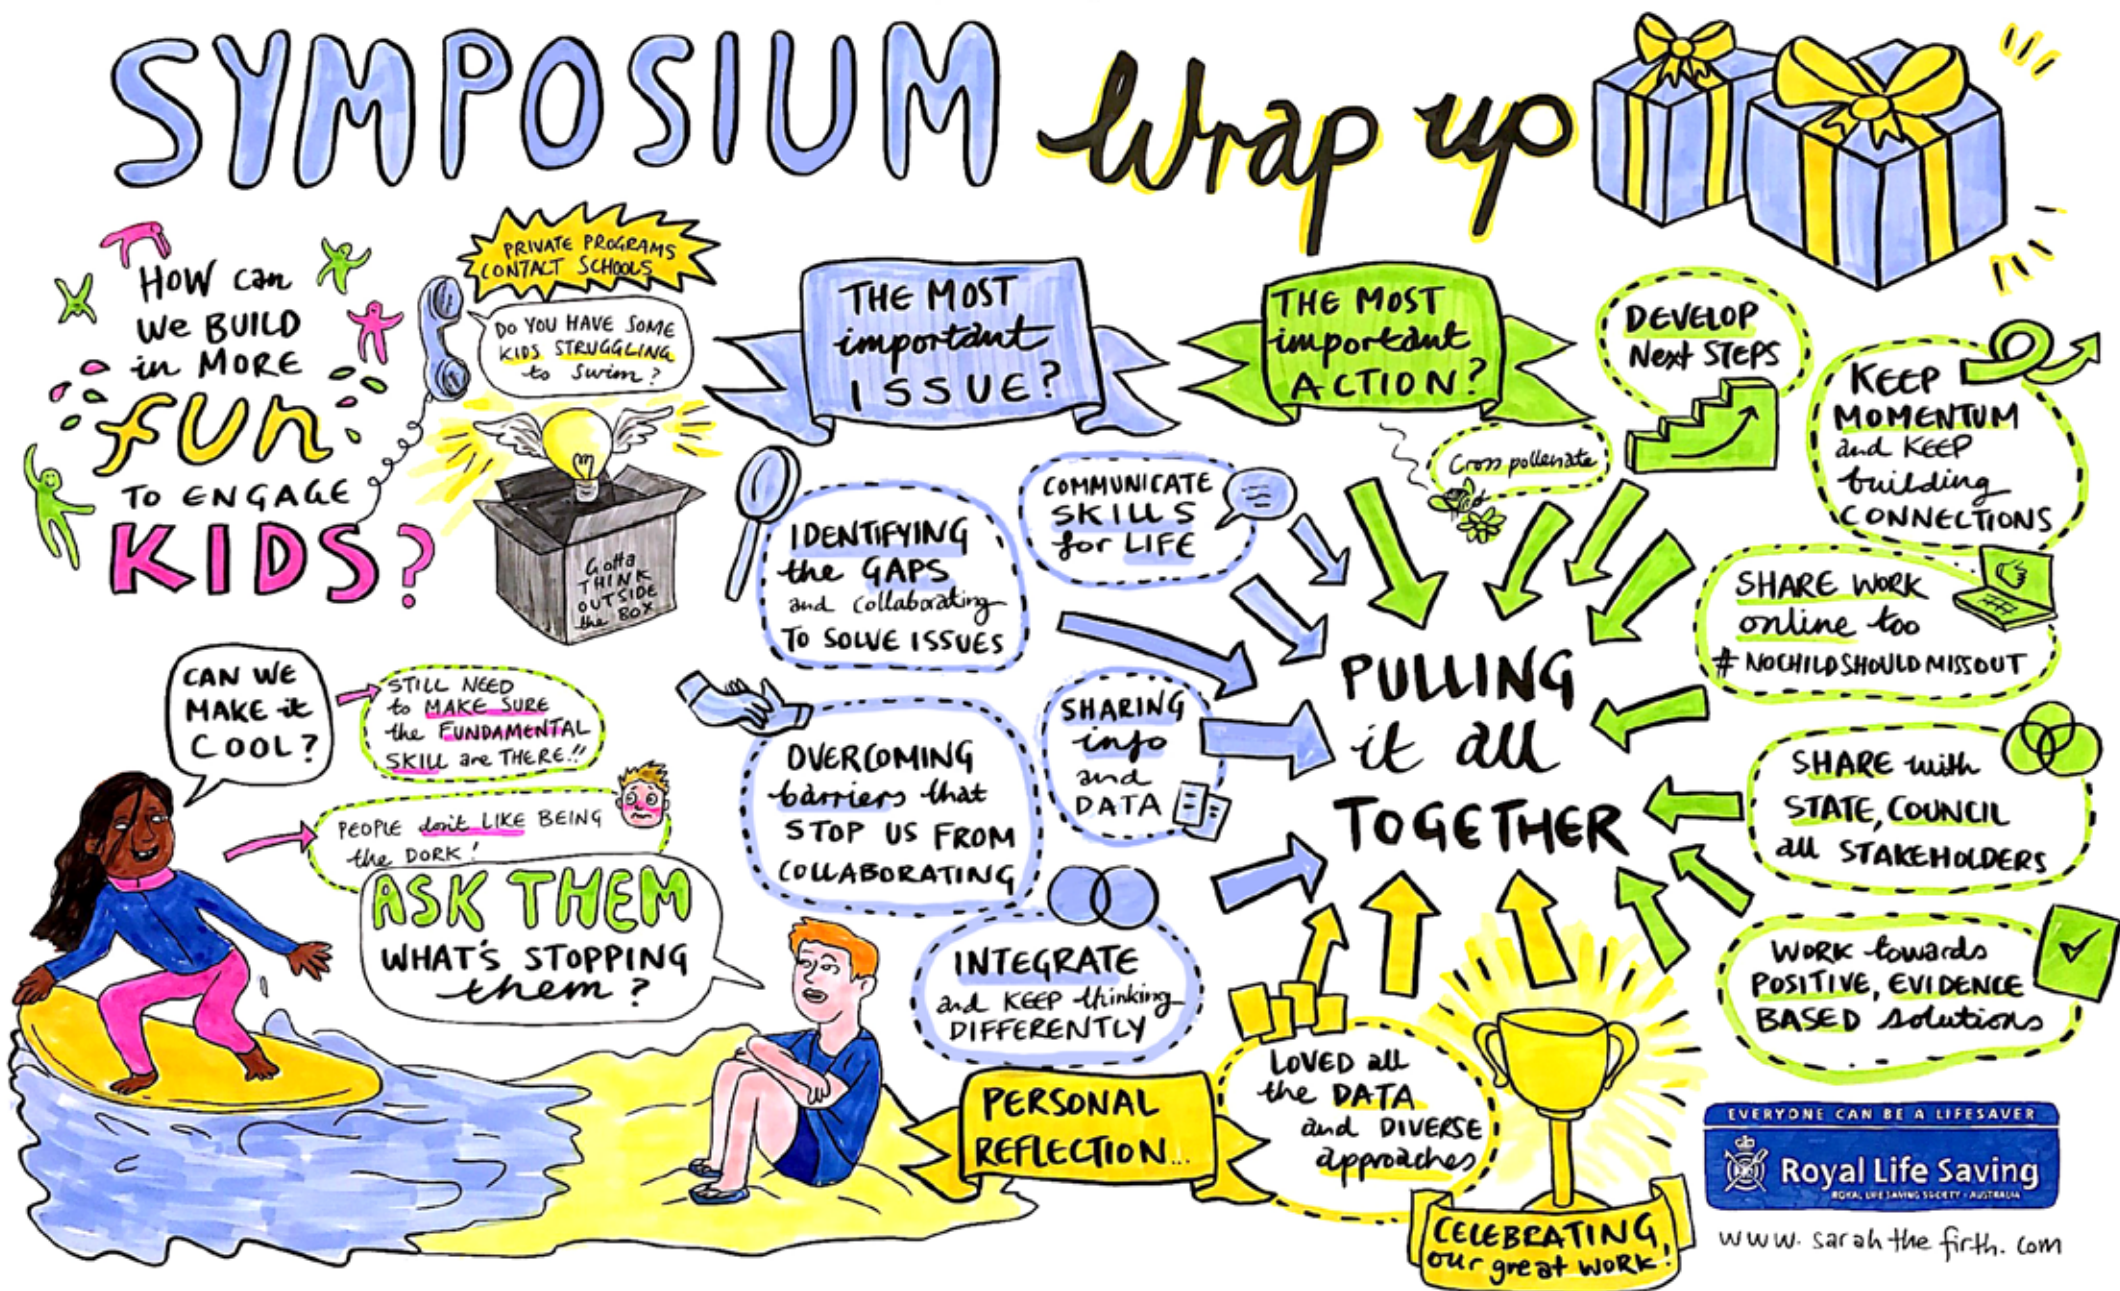 SYMPOSIUM Wrap up
HOW can
We BUILD
in MORE
fun
TO ENGAGE
KIDS?
PRIVATE PROGRAMS
CONTACT SCHOOLS
DO YOU HAVE SOME
KIDS STRUGGLING
to swim?
Gotta
THINK
OUTSIDE
the BOX
CAN WE
MAKE it
COOL?
STILL NEED
to MAKE SURE
the FUNDAMENTAL
SKILL are THERE!!
PEOPLE don't LIKE BEING
the DORK!
ASK THEM
WHAT'S STOPPING
them?
THE MOST
important
ISSUE?
IDENTIFYING
the GAPS
and collaborating
TO SOLVE ISSUES
COMMUNICATE
SKILLS
for LIFE
OVERCOMING
barriers that
STOP US FROM
COLLABORATING
SHARING
info
and
DATA
INTEGRATE
and KEEP thinking
DIFFERENTLY
THE MOST
important
ACTION?
Cross pollenate
DEVELOP
Next STEPS
KEEP
MOMENTUM
and KEEP
building
CONNECTIONS
SHARE WORK
online too
# NOCHILDSHOULDMISSOUT
SHARE with
STATE, COUNCIL
all STAKEHOLDERS
WORK towards
POSITIVE, EVIDENCE
BASED solutions
PULLING
it all
TOGETHER
PERSONAL
REFLECTION...
LOVED all
the DATA
and DIVERSE
approaches
CELEBRATING
our great WORK!
EVERYONE CAN BE A LIFESAVER
Royal Life Saving
ROYAL LIFE SAVING SOCIETY - AUSTRALIA
www.sarahthefirth.com